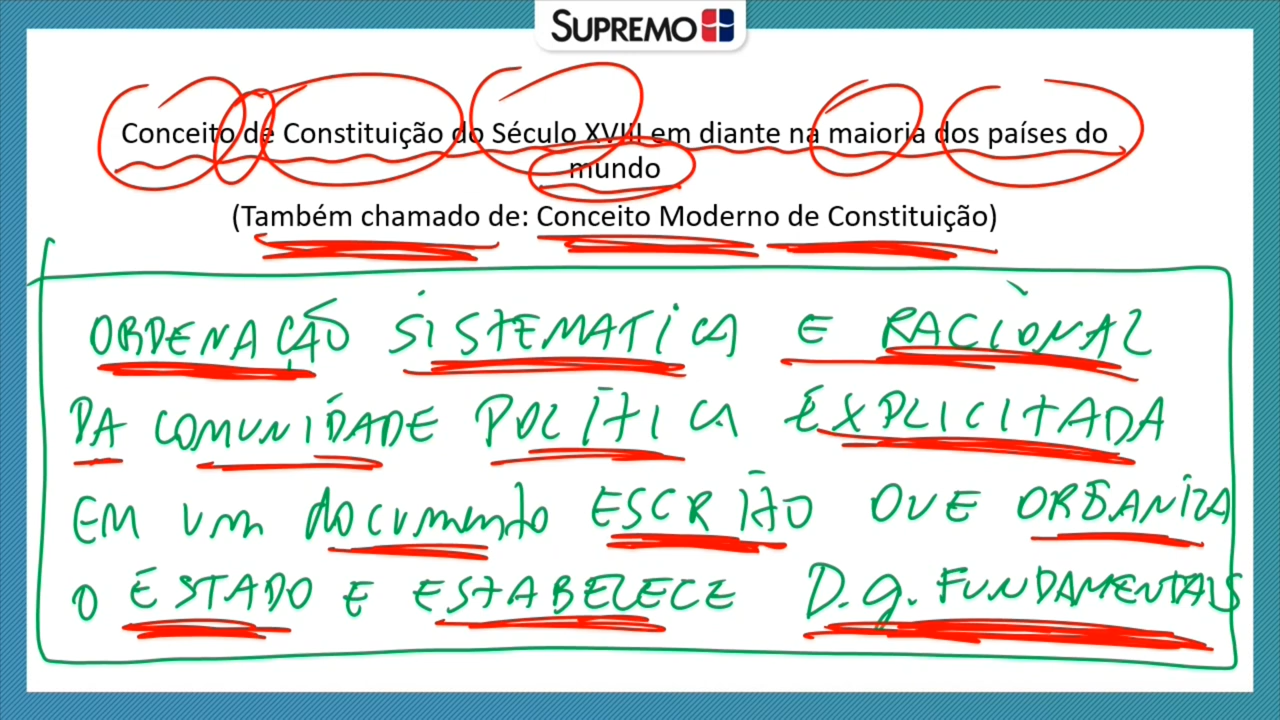 SUPREMO
Conceito de Constituição do Século XVIII em diante na maioria dos países do
mundo
(Também chamado de: Conceito Moderno de Constituição)
ORDENAÇÃO SISTEMATICA E RACIONAL
DA COMUNIDADE POLÍTICA EXPLICITADA
EM um documento ESCRITO QUE ORGANIZA
O ESTADO E ESTABELECE D.g. FUNDAMENTAIS